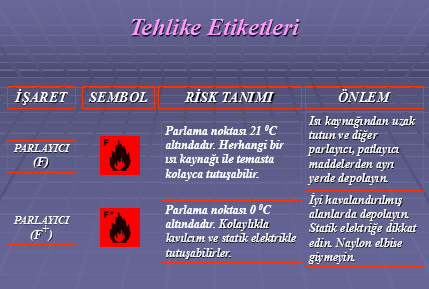 Tehlike Etiketleri
İŞARET SEMBOL RİSK TANIMI ÖNLEM
PARLAYICI
(F)
F
Parlama noktası 21 ⁰C
altındadır. Herhangi bir
ısı kaynağı ile temasta
kolayca tutuşabilir.
Isı kaynağından uzak
tutun ve diğer
parlayıcı, patlayıcı
maddelerden ayrı
yerde depolayın.
PARLAYICI
(F⁺)
F+
Parlama noktası 0 ⁰C
altındadır. Kolaylıkla
kıvılcım ve statik elektrikle
tutuşabilirler.
İyi havalandırılmış
alanlarda depolayın.
Statik elektriğe dikkat
edin. Naylon elbise
giymeyin.